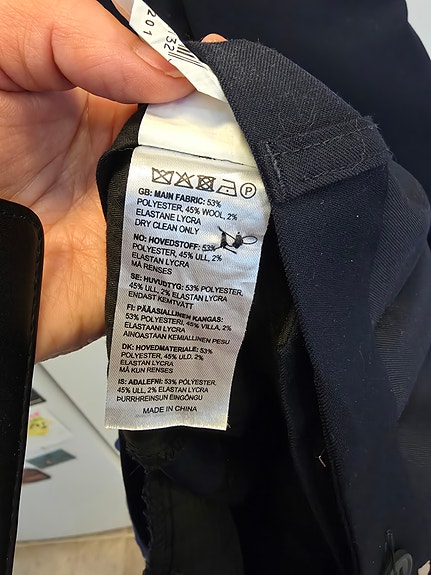 132
201
P
GB: MAIN FABRIC: 53%
POLYESTER, 45% WOOL, 2%
ELASTANE LYCRA
DRY CLEAN ONLY
NO: HOVEDSTOFF: 53%
POLYESTER, 45% ULL, 2%
ELASTAN LYCRA
MÅ RENSES
SE: HUVUDTYG: 53% POLYESTER,
45% ULL, 2% ELASTAN LYCRA
ENDAST KEMTVÄTT
FI: PÄÄASIALLINEN KANGAS:
53% POLYESTERI, 45% VILLA, 2%
ELASTAANI LYCRA
AINOASTAAN KEMIALLINEN PESU
DK: HOVEDMATERIALE: 53%
POLYESTER, 45% ULD, 2%
ELASTAN LYCRA
MÅ KUN RENSES
IS: AÐALEFNI: 53% POLYESTER,
45% ULL, 2% ELASTAN LYCRA
ÞURRHREINSUN EINGÖNGU
MADE IN CHINA